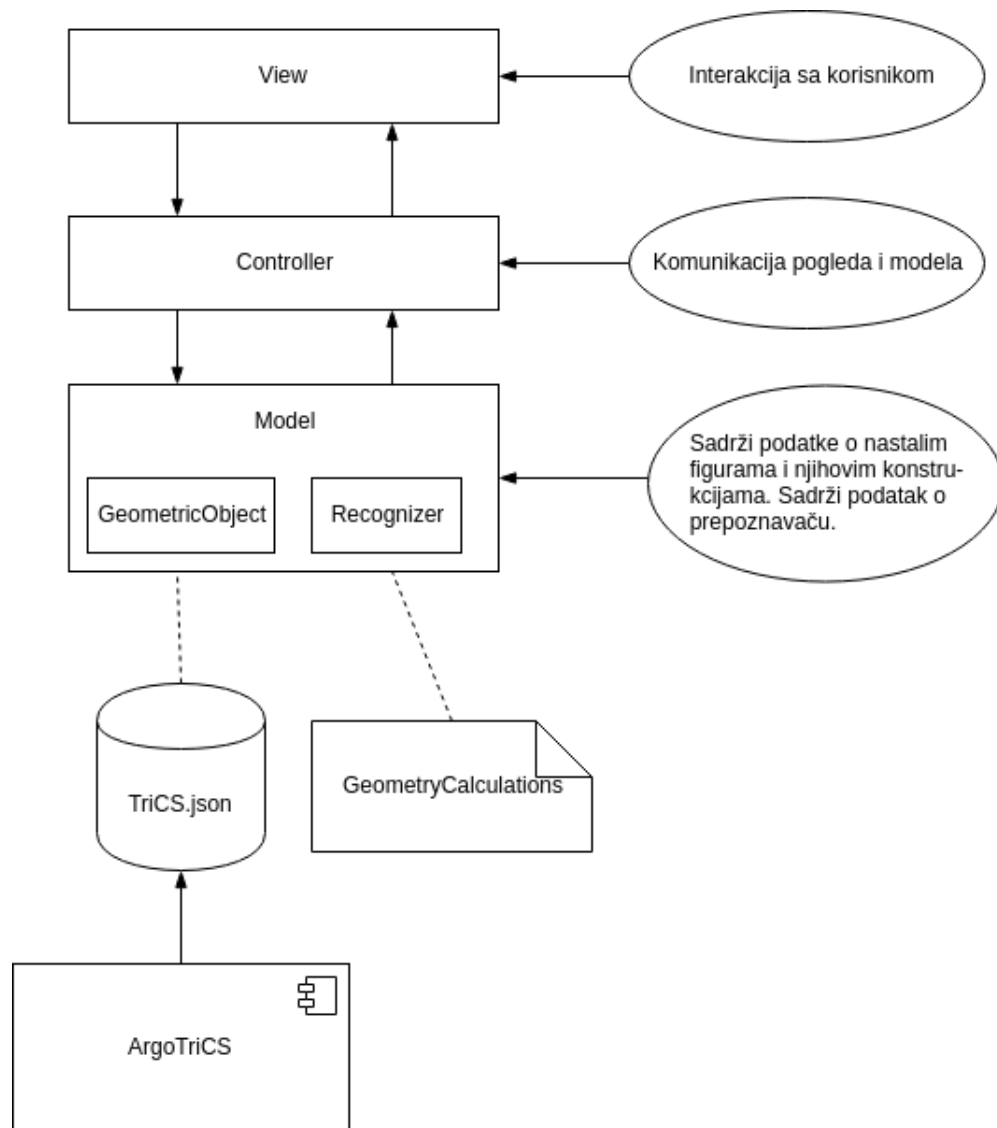 View
Interakcija sa korisnikom
Controller
Komunikacija pogleda i modela
Model
GeometricObject
Recognizer
Sadrži podatke o nastalim
figurama i njihovim konstru-
kcijama. Sadrži podatak o
prepoznavaču.
TriCS.json
GeometryCalculations
ArgoTriCS